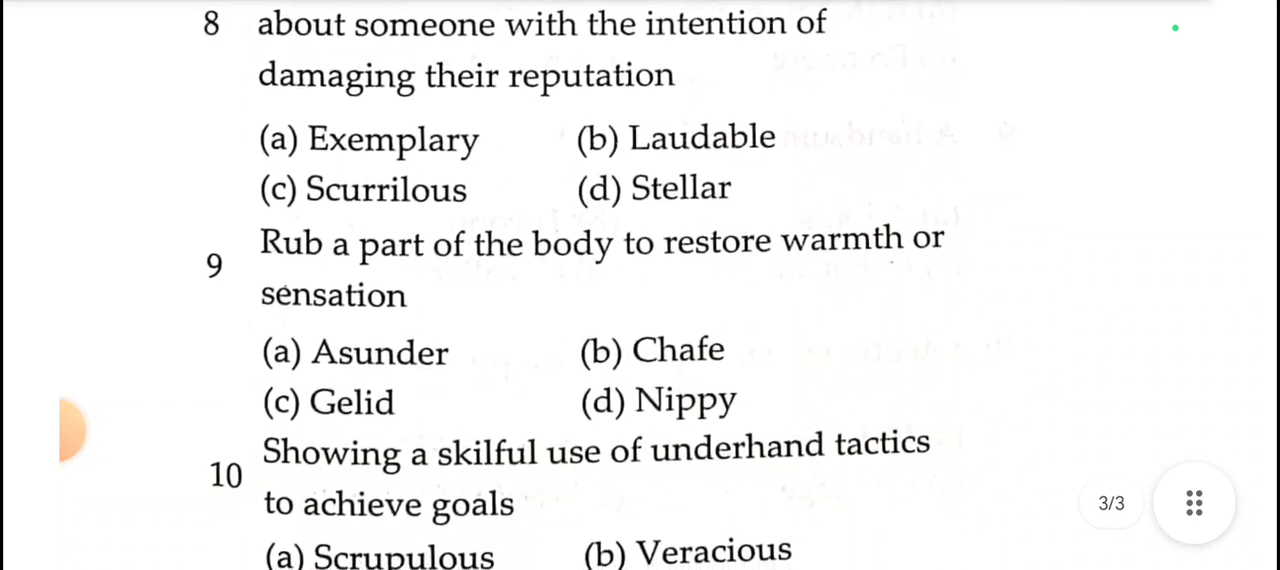 8 about someone with the intention of
damaging their reputation
(a) Exemplary (b) Laudable
(c) Scurrilous (d) Stellar
9 Rub a part of the body to restore warmth or
sensation
(a) Asunder (b) Chafe
(c) Gelid (d) Nippy
10 Showing a skilful use of underhand tactics
to achieve goals
3/3
(a) Scrupulous (b) Veracious